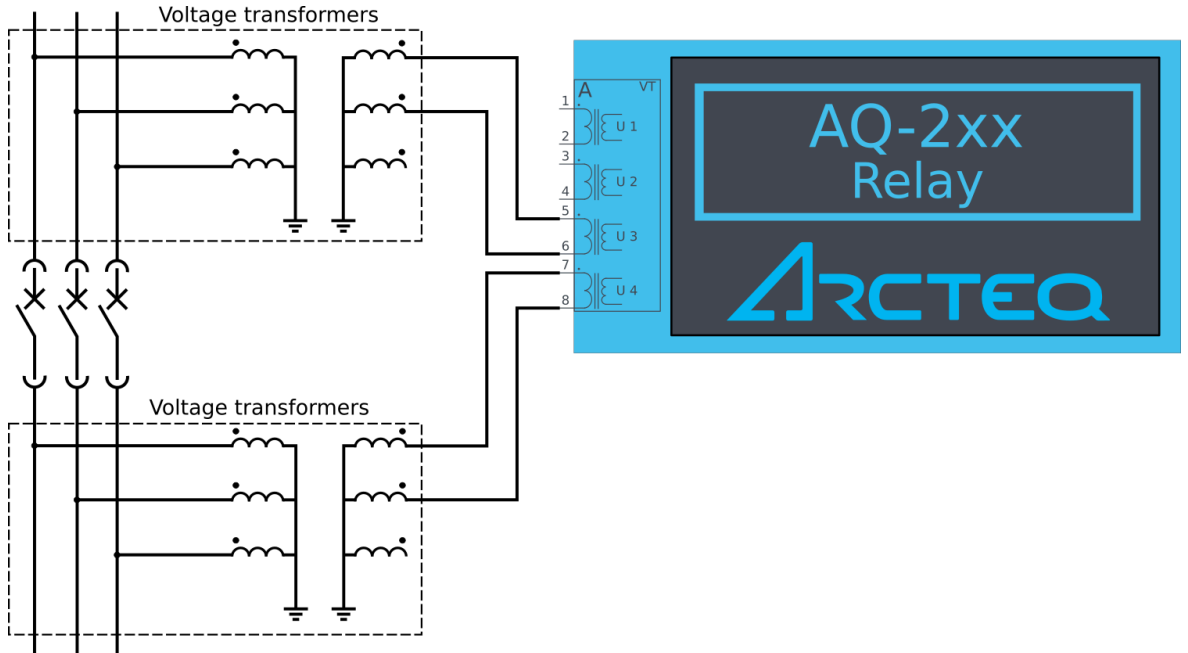 Voltage transformers
A VT
1
2
U 1
3
4
U 2
5
6
U 3
7
8
U 4
AQ-2xx
Relay
ARCTEQ
Voltage transformers